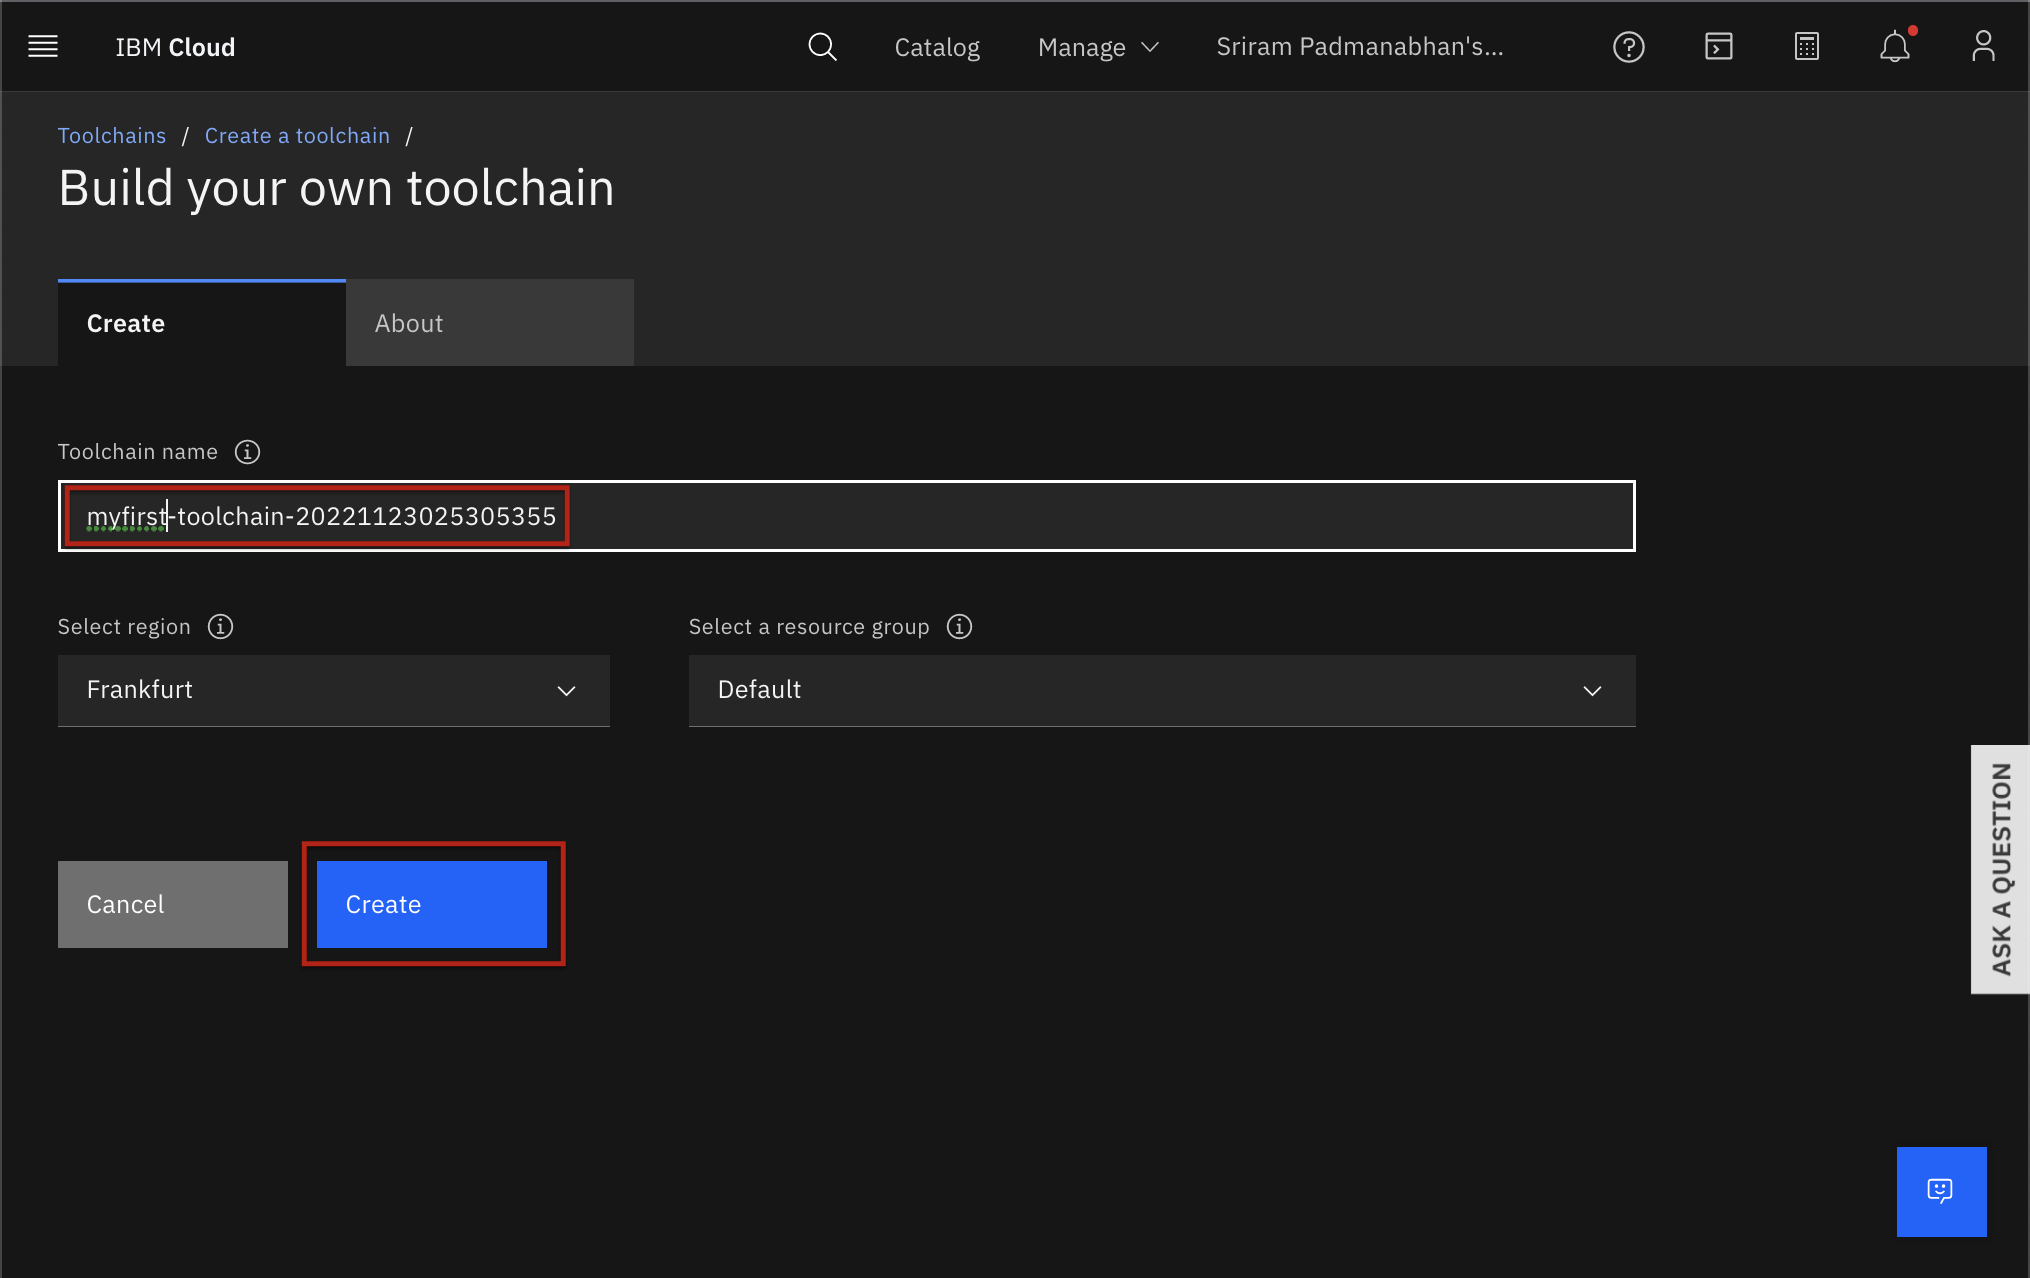 IBM Cloud Catalog Manage Sriram Padmanabhan's...
Toolchains / Create a toolchain /
Build your own toolchain
Create About
Toolchain name
myfirst-toolchain-20221123025305355
Select region Select a resource group
Frankfurt Default
Cancel Create
ASK A QUESTION